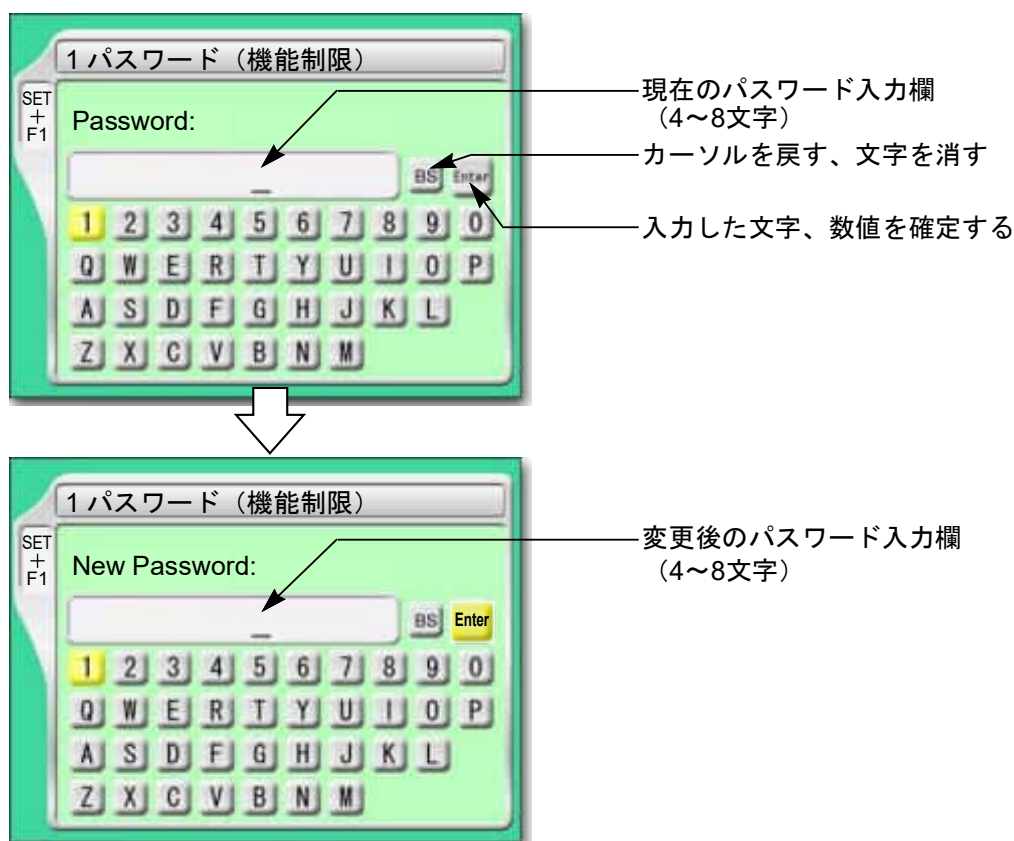 1 パスワード（機能制限）
SET
+
F1
Password:
現在のパスワード入力欄
（4～8文字）
BS Enter
カーソルを戻す、文字を消す
入力した文字、数値を確定する
1 2 3 4 5 6 7 8 9 0
Q W E R T Y U I O P
A S D F G H J K L
Z X C V B N M
1 パスワード（機能制限）
SET
+
F1
New Password:
変更後のパスワード入力欄
（4～8文字）
BS Enter
1 2 3 4 5 6 7 8 9 0
Q W E R T Y U I O P
A S D F G H J K L
Z X C V B N M